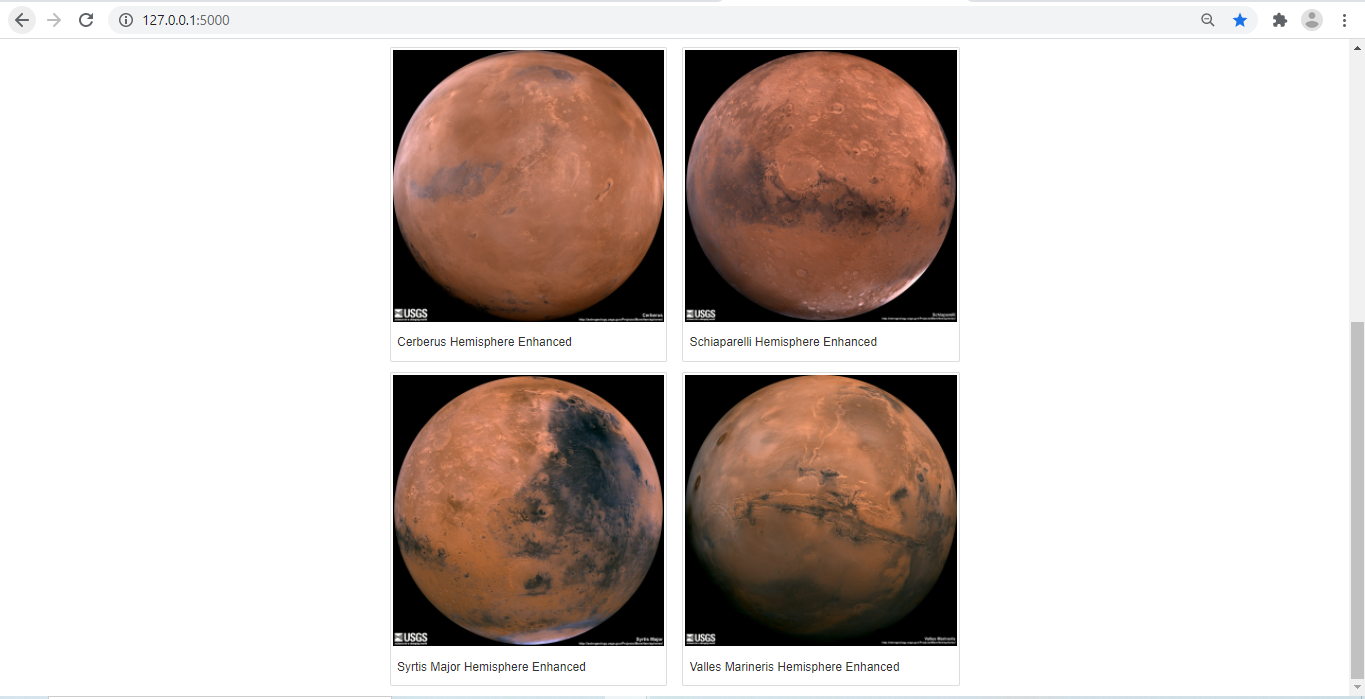 127.0.0.1:5000
USGS
Cerberus
USGS
Schiaparelli
Cerberus Hemisphere Enhanced
Schiaparelli Hemisphere Enhanced
USGS
Syrtis Major
USGS
Valles Marineris
Syrtis Major Hemisphere Enhanced
Valles Marineris Hemisphere Enhanced